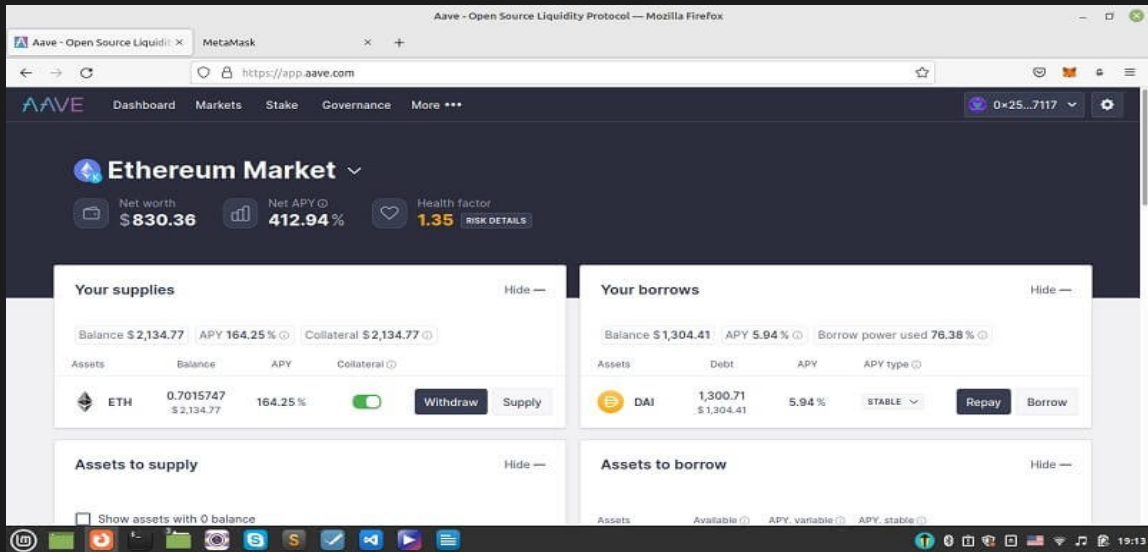 Aave - Open Source Liquidity Protocol — Mozilla Firefox
Aave - Open Source Liquidit × MetaMask × +
https://app.aave.com
AAVE Dashboard Markets Stake Governance More ••• 0×25...7117
Ethereum Market
Net worth Net APY Health factor
$830.36 412.94% 1.35 RISK DETAILS
Your supplies Hide —
Balance $2,134.77 APY 164.25% Collateral $2,134.77
Assets Balance APY Collateral
ETH 0.7015747 164.25% Withdraw Supply
$2,134.77
Your borrows Hide —
Balance $1,304.41 APY 5.94% Borrow power used 76.38%
Assets Debt APY APY type
DAI 1,300.71 5.94% STABLE Repay Borrow
$1,304.41
Assets to supply Hide —
Show assets with 0 balance
Assets to borrow Hide —
Assets Available APY, variable APY, stable
19:13